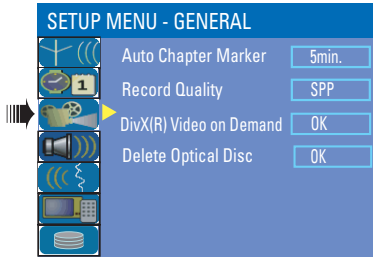 SETUP MENU - GENERAL
Auto Chapter Marker 5min.
1 Record Quality SPP
DivX(R) Video on Demand OK
Delete Optical Disc OK